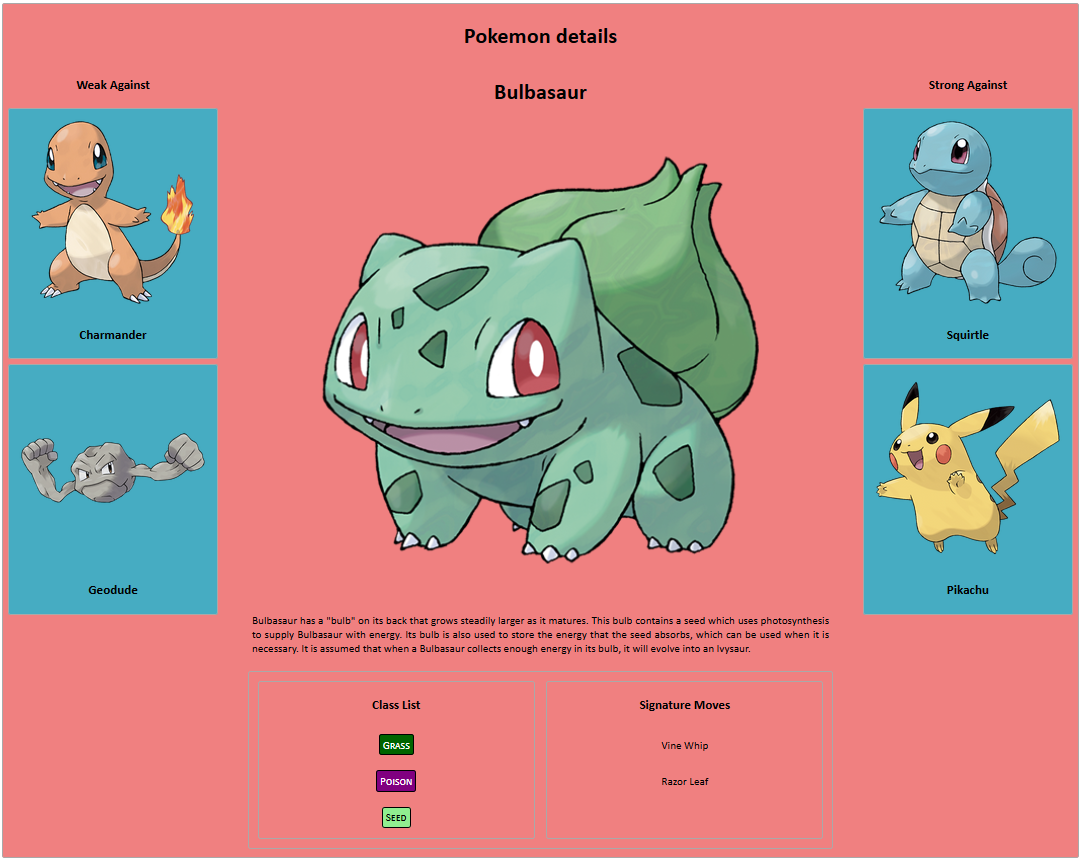 Pokemon details
Weak Against
Charmander
Geodude
Bulbasaur
Bulbasaur has a "bulb" on its back that grows steadily larger as it matures. This bulb contains a seed which uses photosynthesis
to supply Bulbasaur with energy. Its bulb is also used to store the energy that the seed absorbs, which can be used when it is
necessary. It is assumed that when a Bulbasaur collects enough energy in its bulb, it will evolve into an Ivysaur.
Class List
Grass
Poison
Seed
Signature Moves
Vine Whip
Razor Leaf
Strong Against
Squirtle
Pikachu